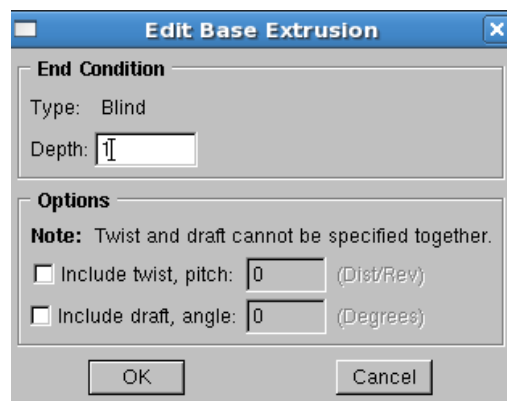 Edit Base Extrusion
End Condition
Type: Blind
Depth: 1
Options
Note: Twist and draft cannot be specified together.
Include twist, pitch: 0 (Dist/Rev)
Include draft, angle: 0 (Degrees)
OK Cancel